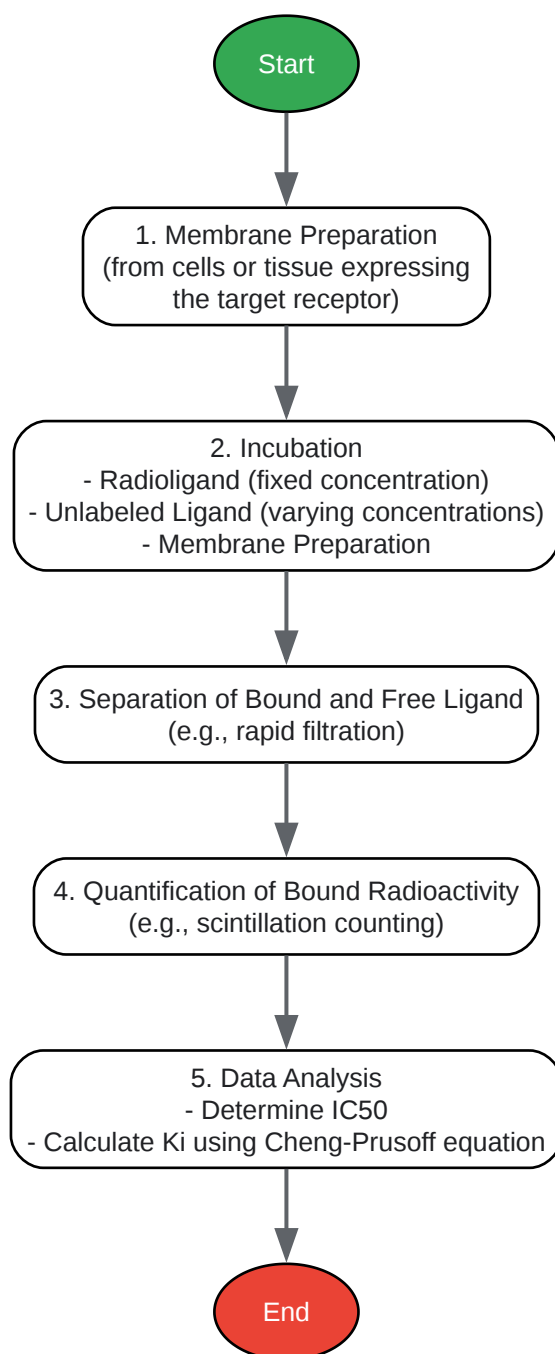 Start
1. Membrane Preparation
(from cells or tissue expressing
the target receptor)
2. Incubation
- Radioligand (fixed concentration)
- Unlabeled Ligand (varying concentrations)
- Membrane Preparation
3. Separation of Bound and Free Ligand
(e.g., rapid filtration)
4. Quantification of Bound Radioactivity
(e.g., scintillation counting)
5. Data Analysis
- Determine IC50
- Calculate Ki using Cheng-Prusoff equation
End